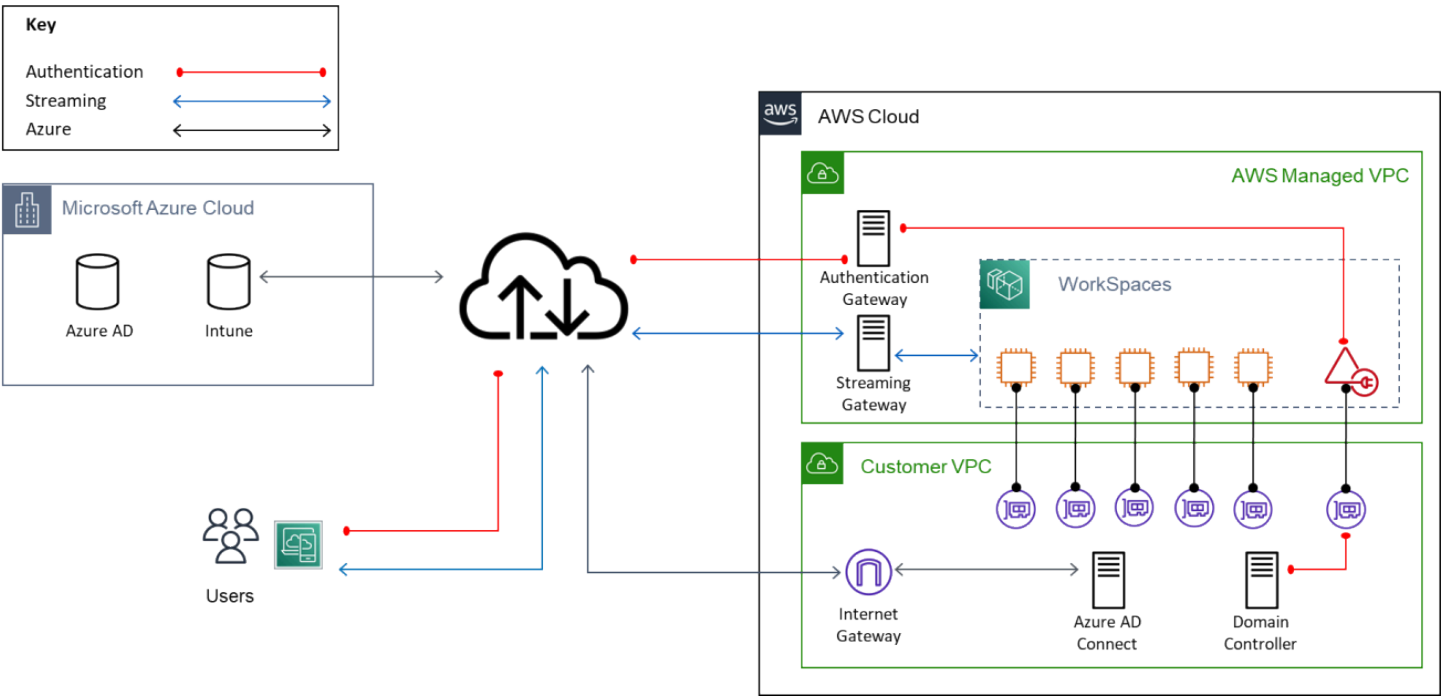 Key
Authentication
Streaming
Azure
aws
AWS Cloud
AWS Managed VPC
Microsoft Azure Cloud
Azure AD
Intune
Authentication
Gateway
WorkSpaces
Streaming
Gateway
Customer VPC
Users
Internet
Gateway
Azure AD
Connect
Domain
Controller